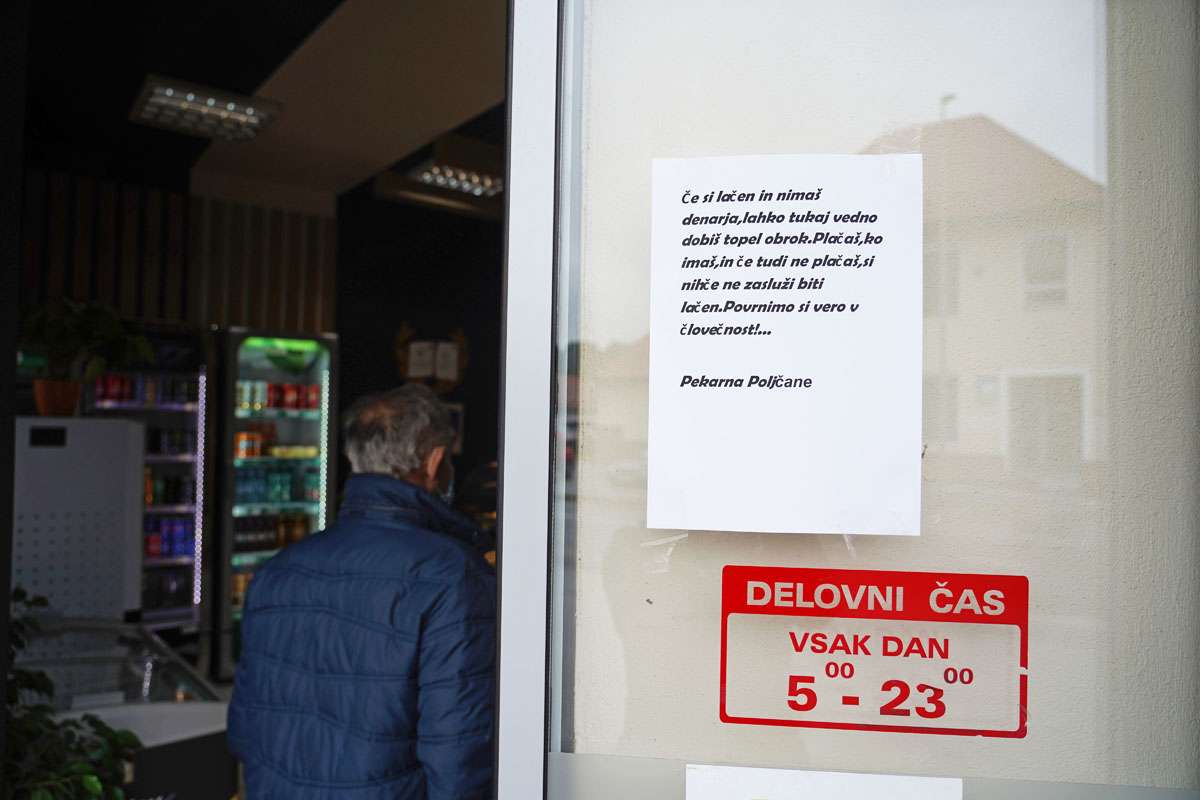 Če si lačen in nimaš
denarja,lahko tukaj vedno
dobiš topel obrok.Plačaš,ko
imaš,in če tudi ne plačaš,si
nihče ne zasluži biti
lačen.Povrnimo si vero v
človečnost!...
Pekarna Poljčane
DELOVNI ČAS
VSAK DAN
5 00 - 23 00